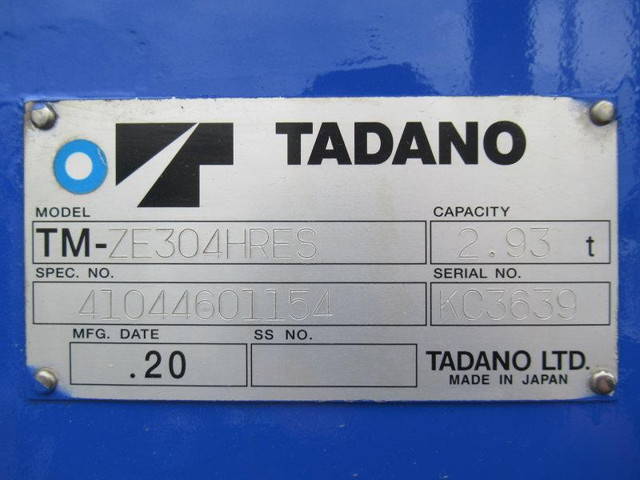 TADANO
MODEL
TM-ZE304HRES
CAPACITY
2.93 t
SPEC. NO.
41044601154
SERIAL NO.
KC3639
MFG. DATE
.20
SS NO.
TADANO LTD.
MADE IN JAPAN